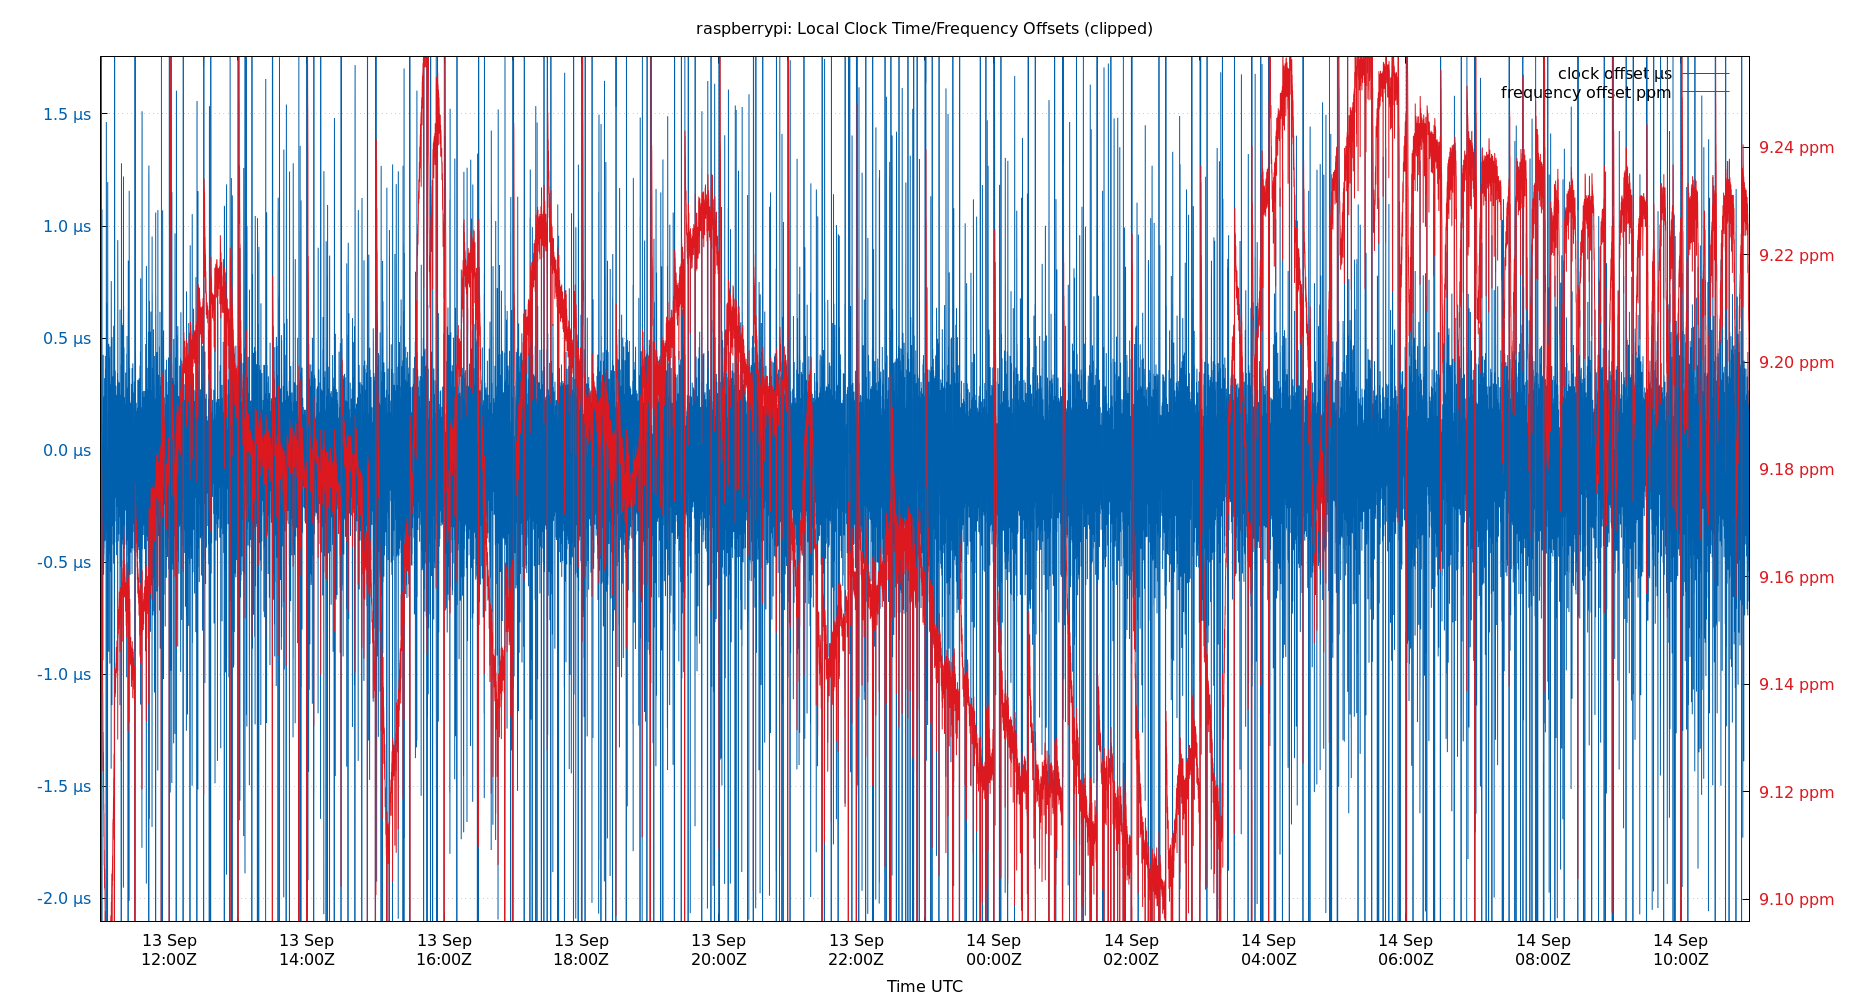 raspberrypi: Local Clock Time/Frequency Offsets (clipped)
clock offset µs
frequency offset ppm
1.5 µs
1.0 µs
0.5 µs
0.0 µs
-0.5 µs
-1.0 µs
-1.5 µs
-2.0 µs
9.24 ppm
9.22 ppm
9.20 ppm
9.18 ppm
9.16 ppm
9.14 ppm
9.12 ppm
9.10 ppm
13 Sep 13 Sep 13 Sep 13 Sep 13 Sep 13 Sep 14 Sep 14 Sep 14 Sep 14 Sep 14 Sep 14 Sep
12:00Z 14:00Z 16:00Z 18:00Z 20:00Z 22:00Z 00:00Z 02:00Z 04:00Z 06:00Z 08:00Z 10:00Z
Time UTC